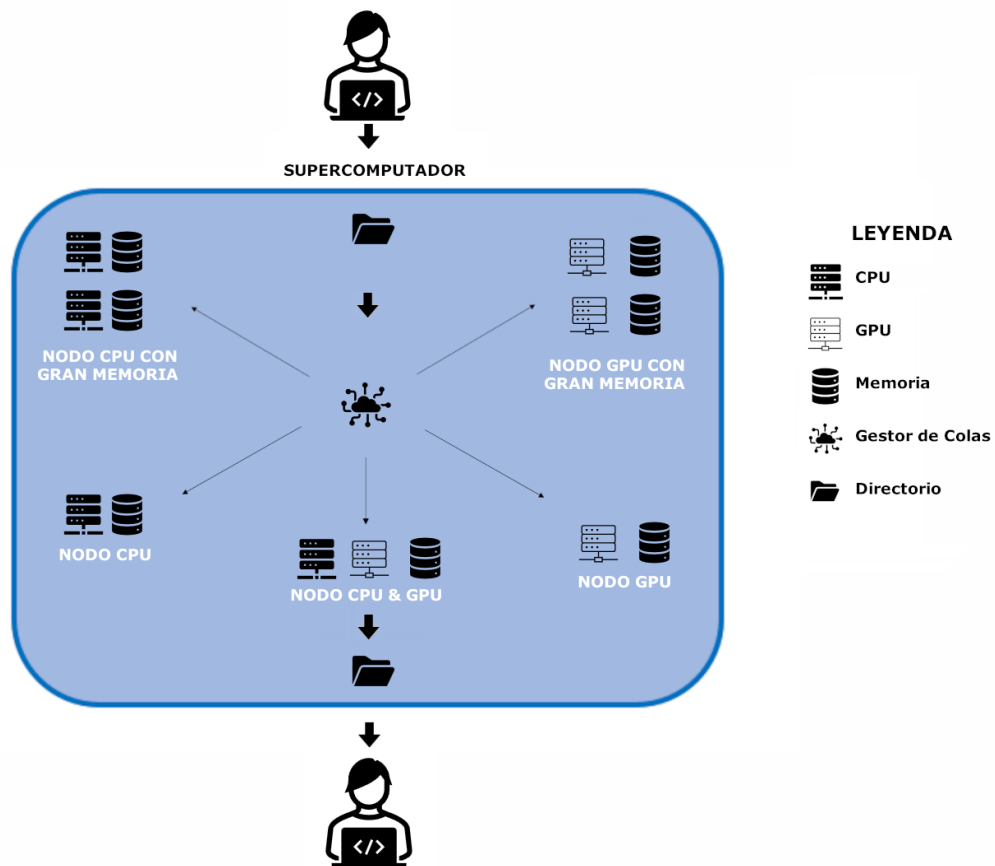 </>
SUPERCOMPUTADOR
NODO CPU CON
GRAN MEMORIA
NODO GPU CON
GRAN MEMORIA
NODO CPU
NODO CPU & GPU
NODO GPU
</>
LEYENDA
CPU
GPU
Memoria
Gestor de Colas
Directorio